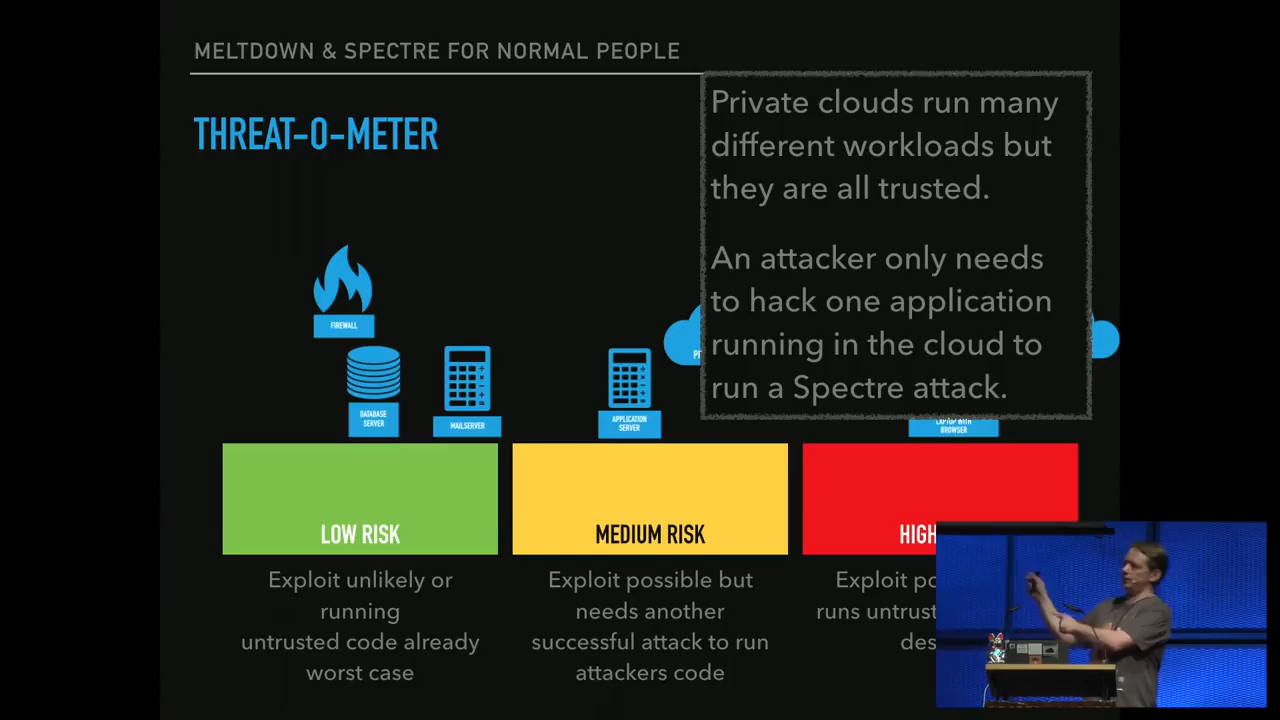 MELTDOWN & SPECTRE FOR NORMAL PEOPLE
THREAT-O-METER
Private clouds run many
different workloads but
they are all trusted.
An attacker only needs
to hack one application
running in the cloud to
run a Spectre attack.
FIREWALL
DATABASE
SERVER
MAILSERVER
APPLICATION
SERVER
LAPTOP WITH
BROWSER
LOW RISK
MEDIUM RISK
HIGH
Exploit unlikely or
running
untrusted code already
worst case
Exploit possible but
needs another
successful attack to run
attackers code
Exploit po
runs untrust
des